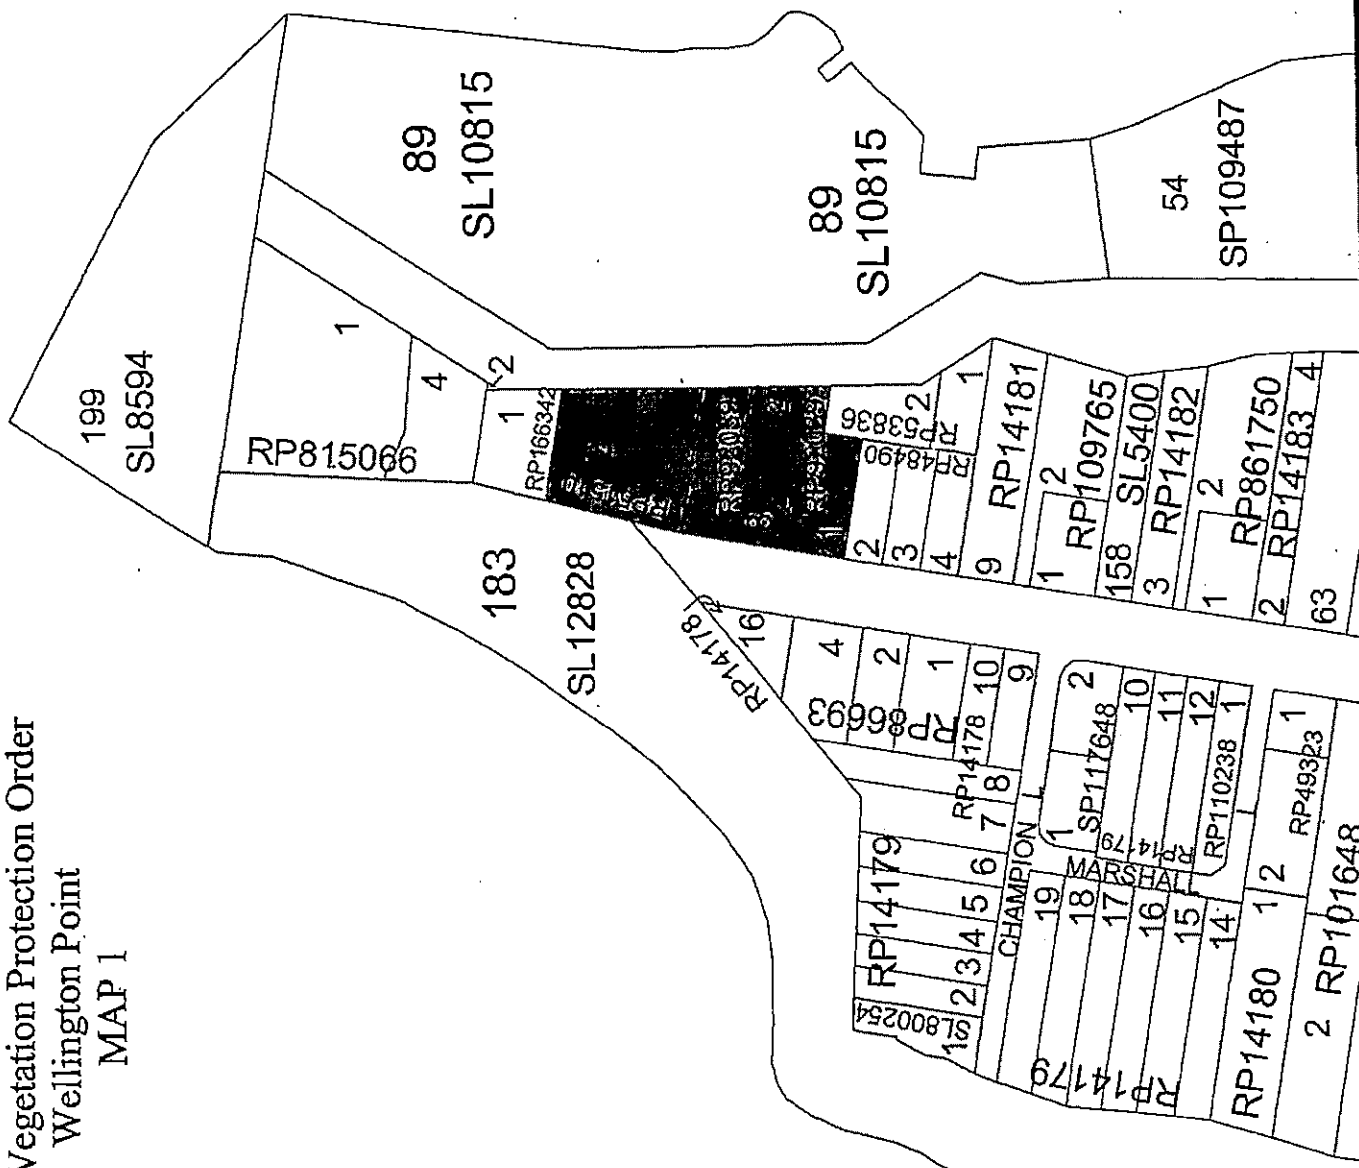 Vegetation Protection Order
Wellington Point
MAP 1
199
SL8594
89
SL10815
89
SL10815
54
SP109487
1
4
RP815066
2
1
RP166342
183
SL12828
RP53836
2
1
RP48490
2
3
4
9
RP14181
1
2
RP109765
158
SL5400
3
RP14182
1
2
RP861750
2
RP14183
4
63
RP14178
16
4
2
1
RP86693
RP14178
10
9
8
7
6
5
4
3
2
1
RP14179
SL800254
CHAMPION
MARSHALL
1
2
SP117648
10
11
12
RP14179
1
RP110238
19
18
17
16
15
14
RP14179
1
RP14180
2
1
RP49323
2
RP101648